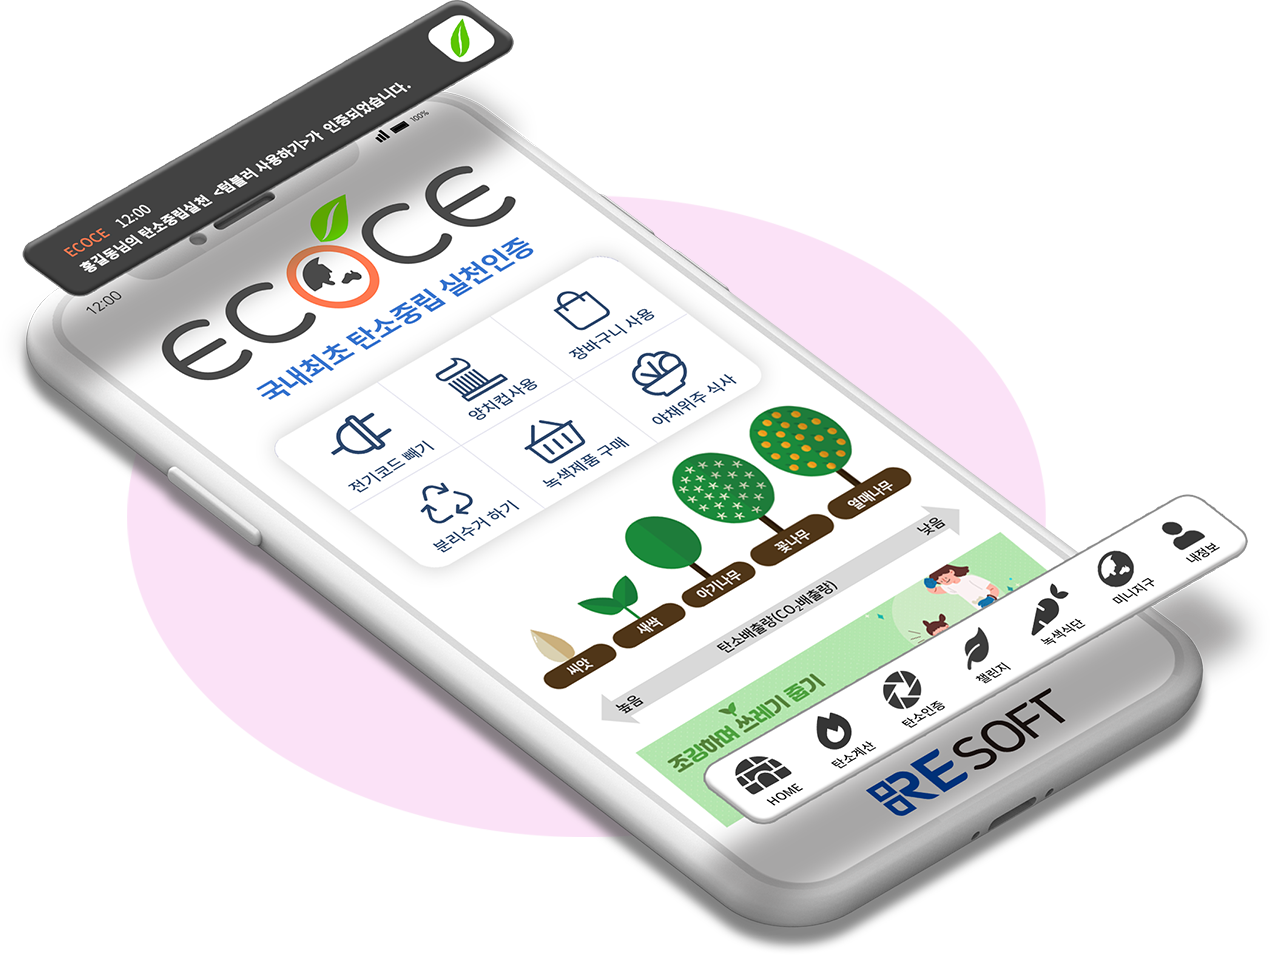 ECOCE 12:00
홍길동님의 탄소중립실천 <텀블러 사용하기>가 인증되었습니다.
12:00
100%
ECOCE
국내최초 탄소중립 실천인증
전기코드 빼기
양치컵사용
장바구니 사용
분리수거 하기
녹색제품 구매
야채위주 식사
씨앗
새싹
아기나무
꽃나무
열매나무
높음
탄소배출량(CO₂배출량)
낮음
조깅하며 쓰레기 줍기
HOME
탄소계산
탄소인증
챌린지
녹색식단
미니지구
내정보
RE SOFT